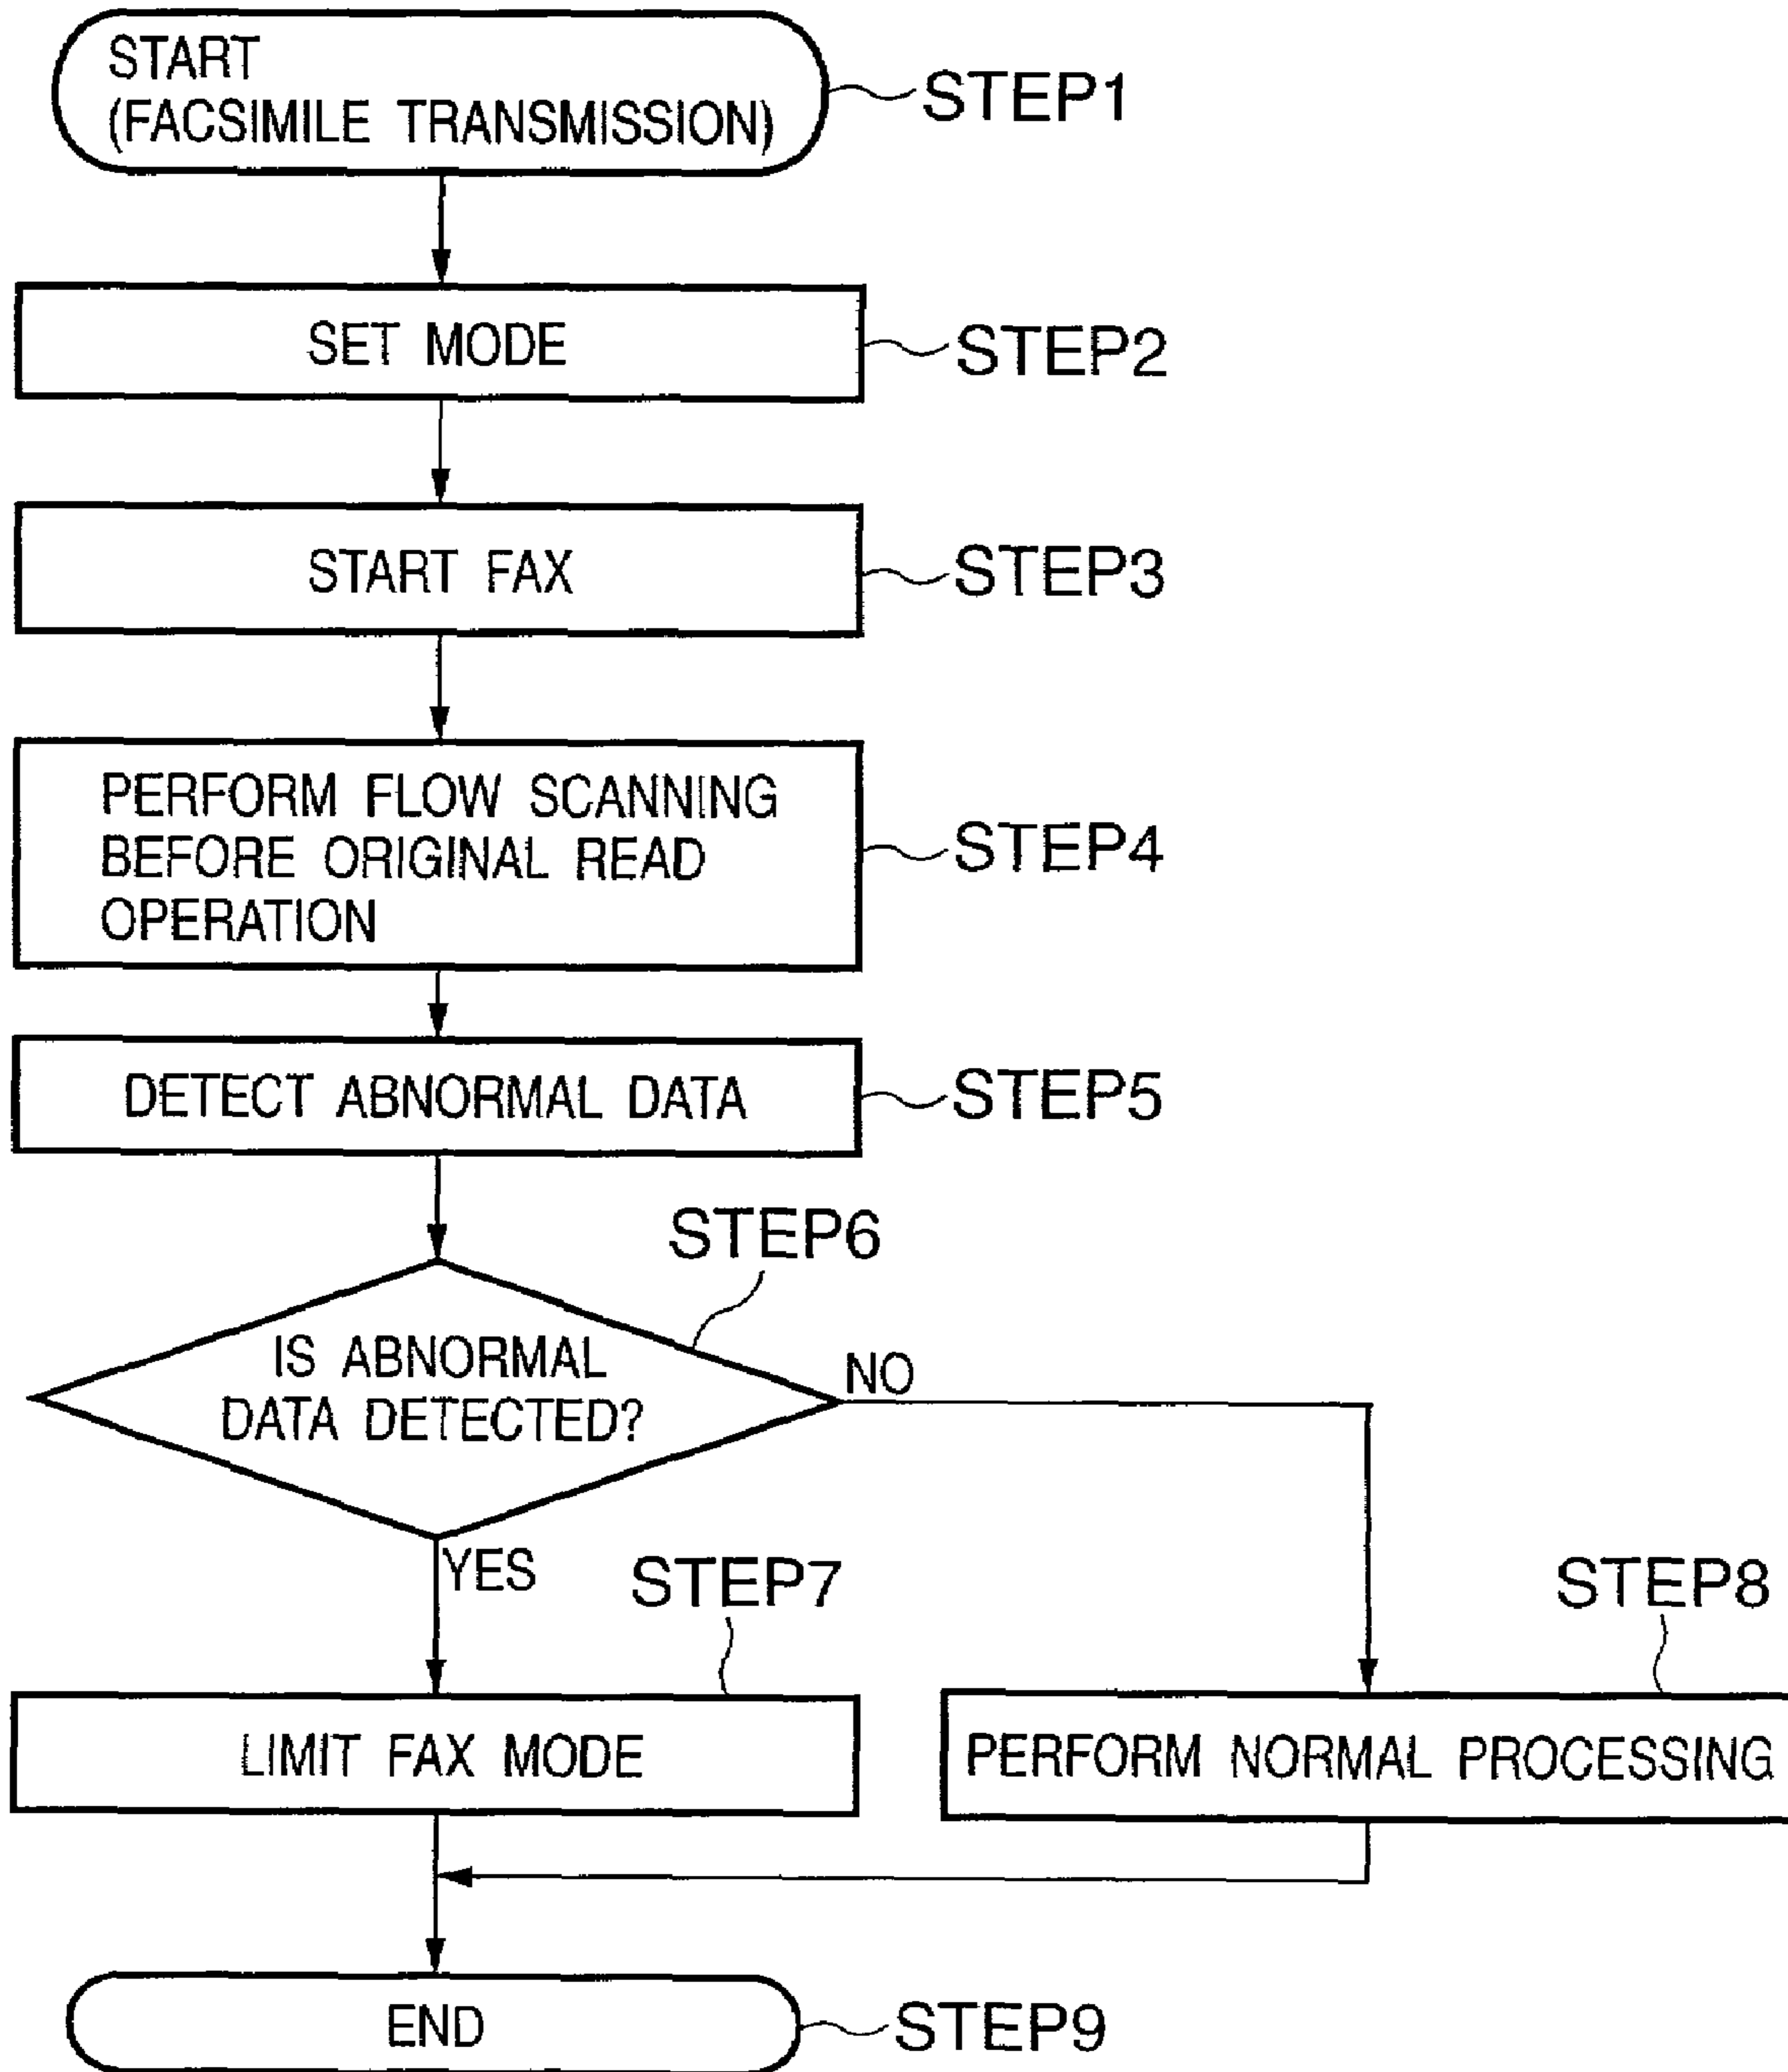 START
(FACSIMILE TRANSMISSION)
STEP1
SET MODE
STEP2
START FAX
STEP3
PERFORM FLOW SCANNING
BEFORE ORIGINAL READ
OPERATION
STEP4
DETECT ABNORMAL DATA
STEP5
STEP6
IS ABNORMAL
DATA DETECTED?
NO
YES
STEP7
STEP8
LIMIT FAX MODE
PERFORM NORMAL PROCESSING
END
STEP9